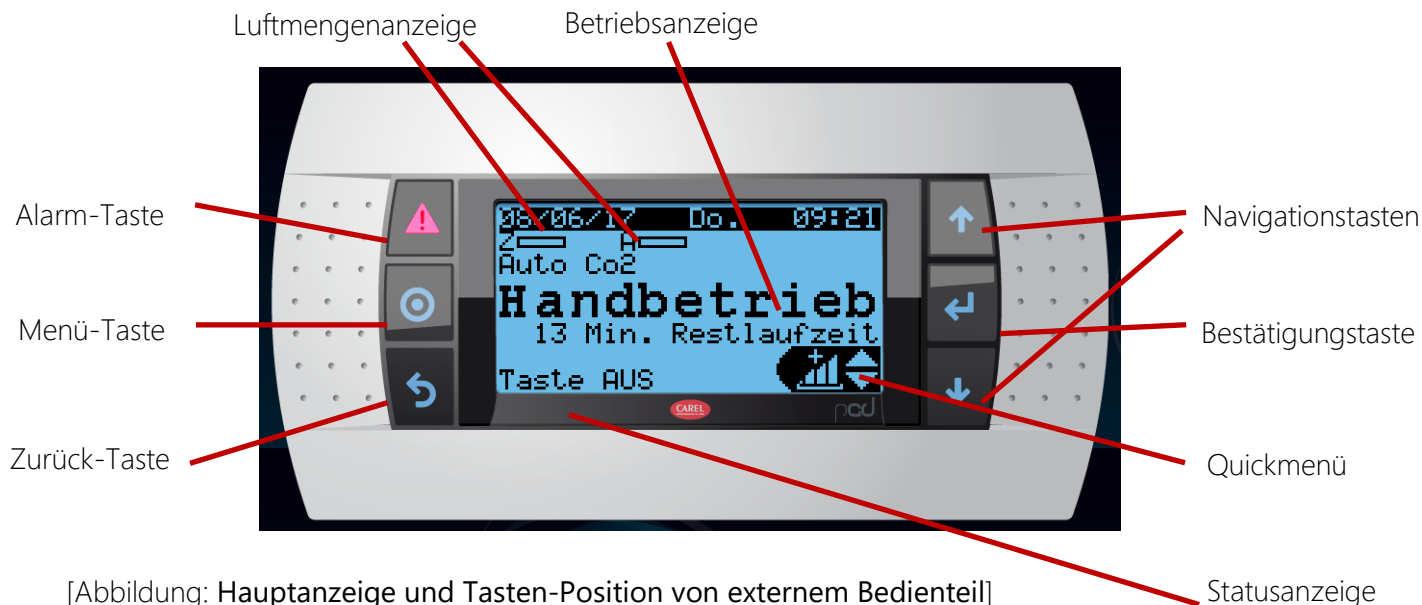 Luftmengenanzeige
Betriebsanzeige
Alarm-Taste
Menü-Taste
Zurück-Taste
08/06/17 Do. 09:21
Z A
Auto Co2
Handbetrieb
13 Min. Restlaufzeit
Taste AUS
CAREL
pGD
Navigationstasten
Bestätigungstaste
Quickmenü
Statusanzeige
[Abbildung: Hauptanzeige und Tasten-Position von externem Bedienteil]